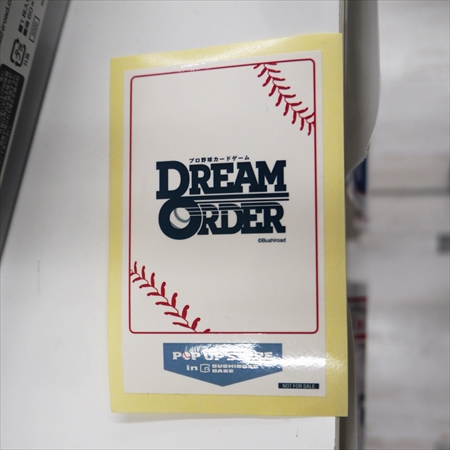 プロ野球カードゲーム
DREAM
ORDER
©Bushiroad
POP UP STORE
in BUSHIROAD
BASE
NOT FOR SALE